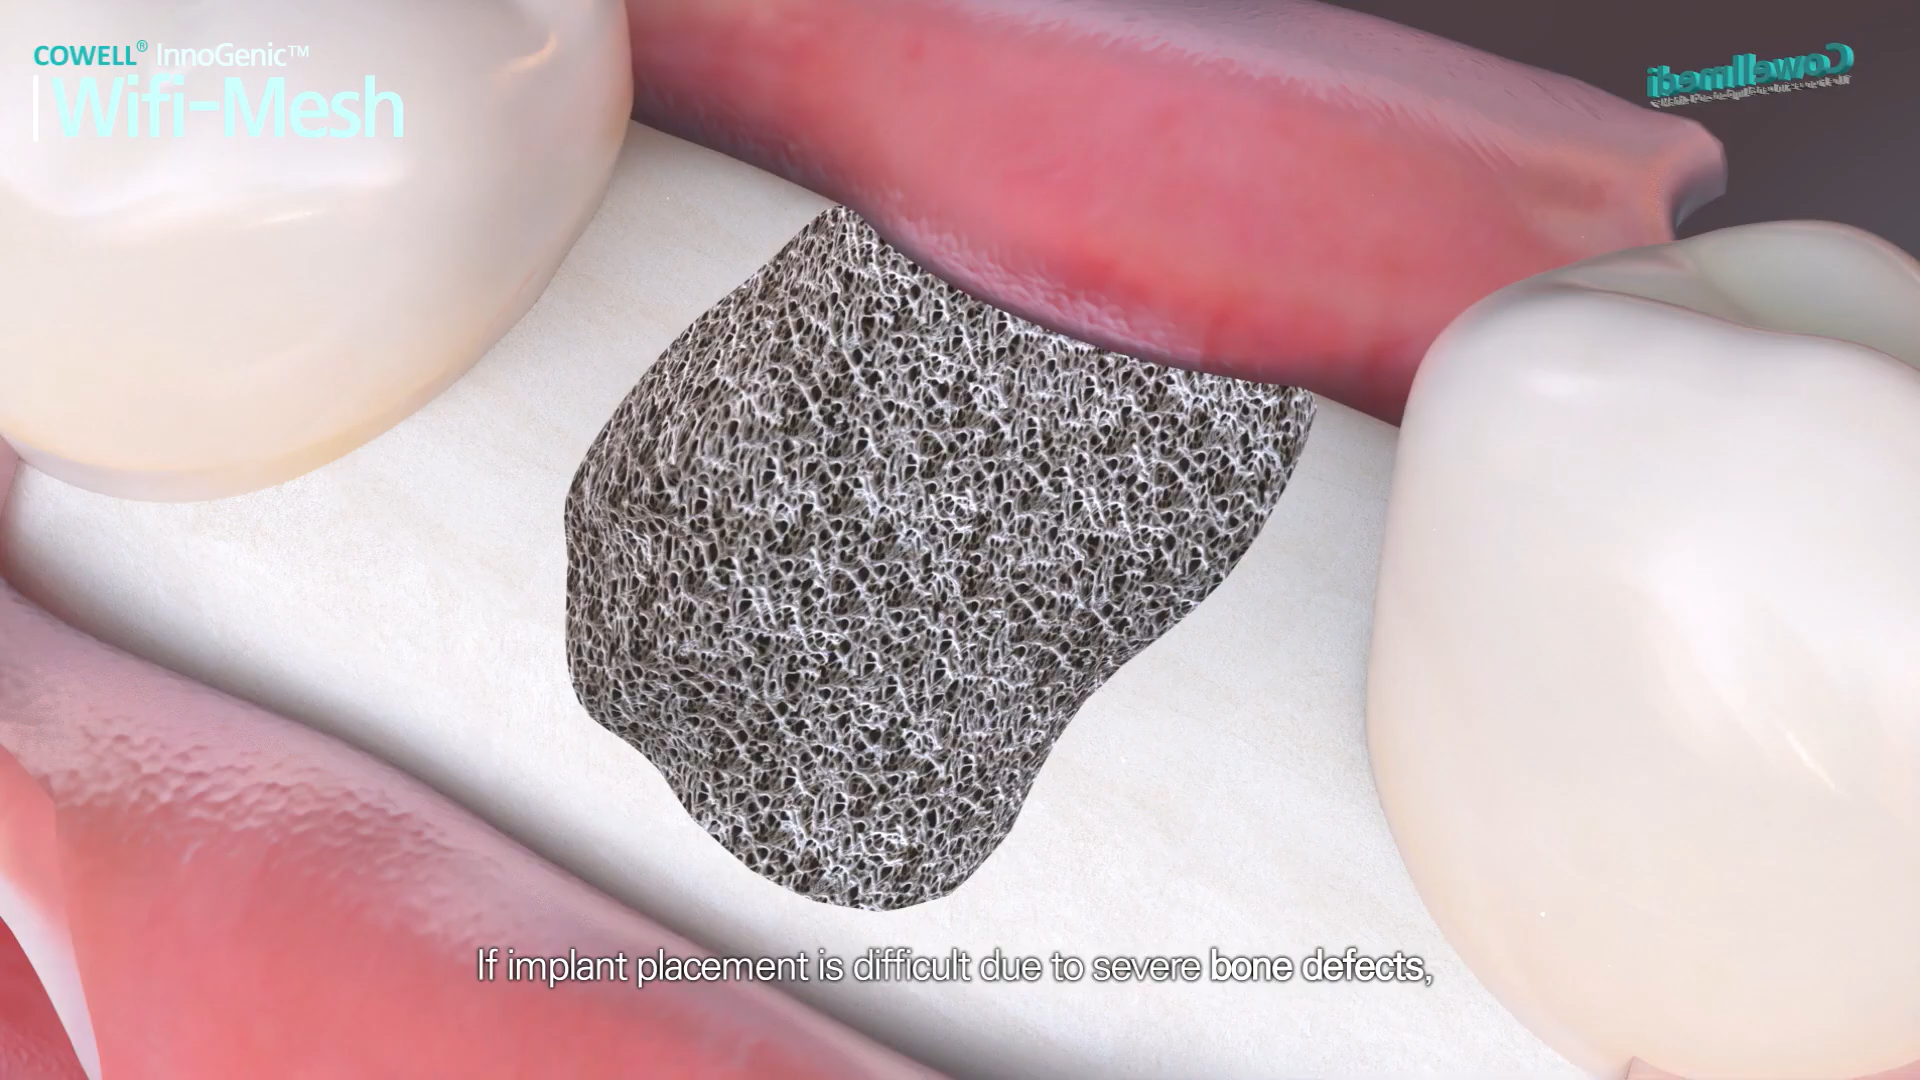 COWELL® InnoGenic™
Wifi-Mesh
Cowellmedi
If implant placement is difficult due to severe bone defects,